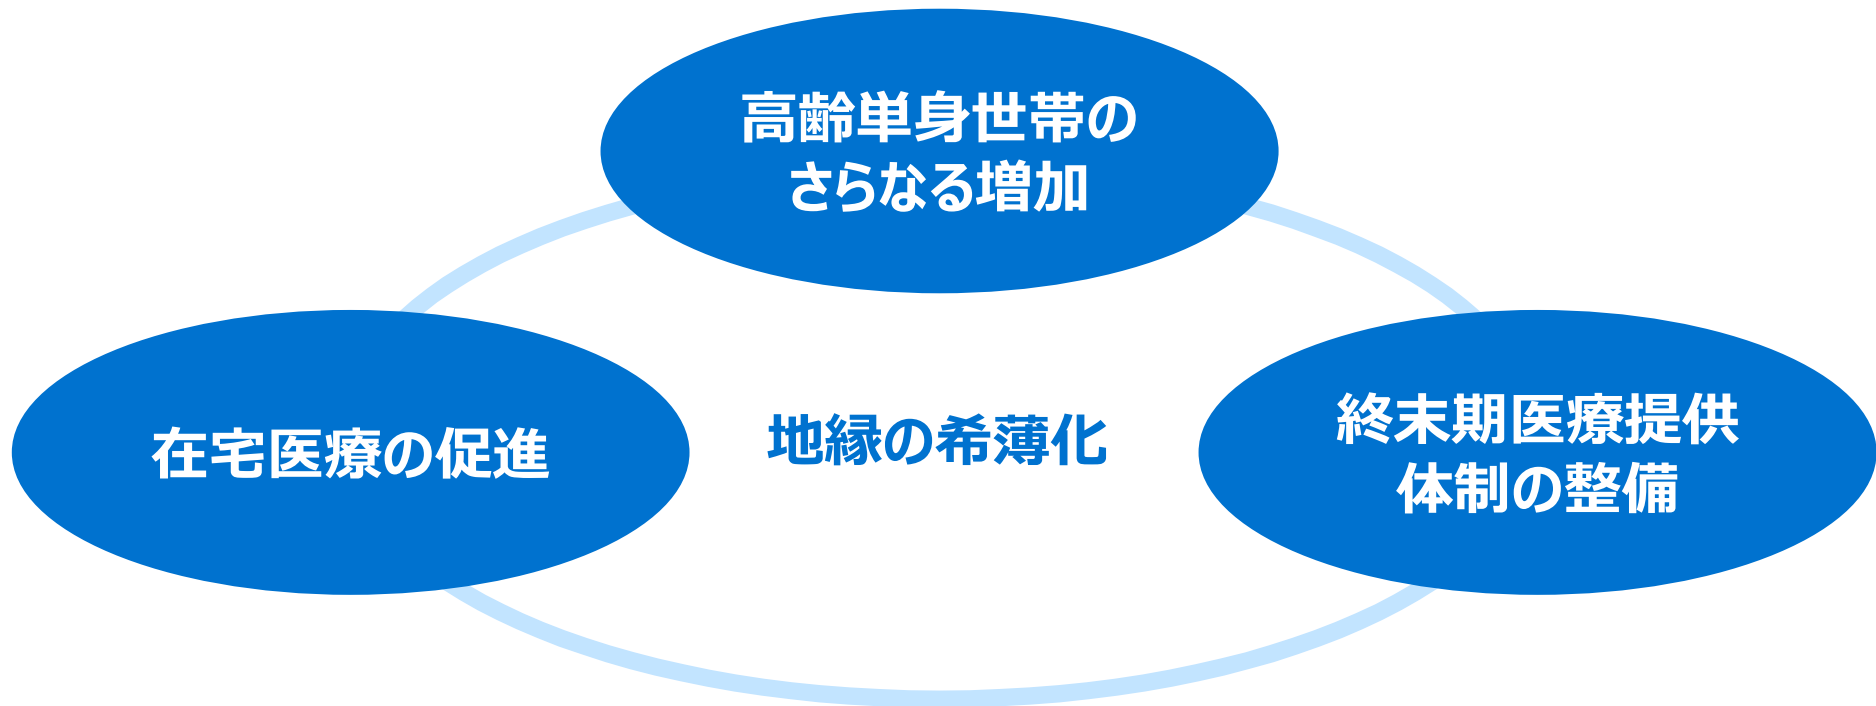 高齢単身世帯の
さらなる増加
在宅医療の促進
地縁の希薄化
終末期医療提供
体制の整備